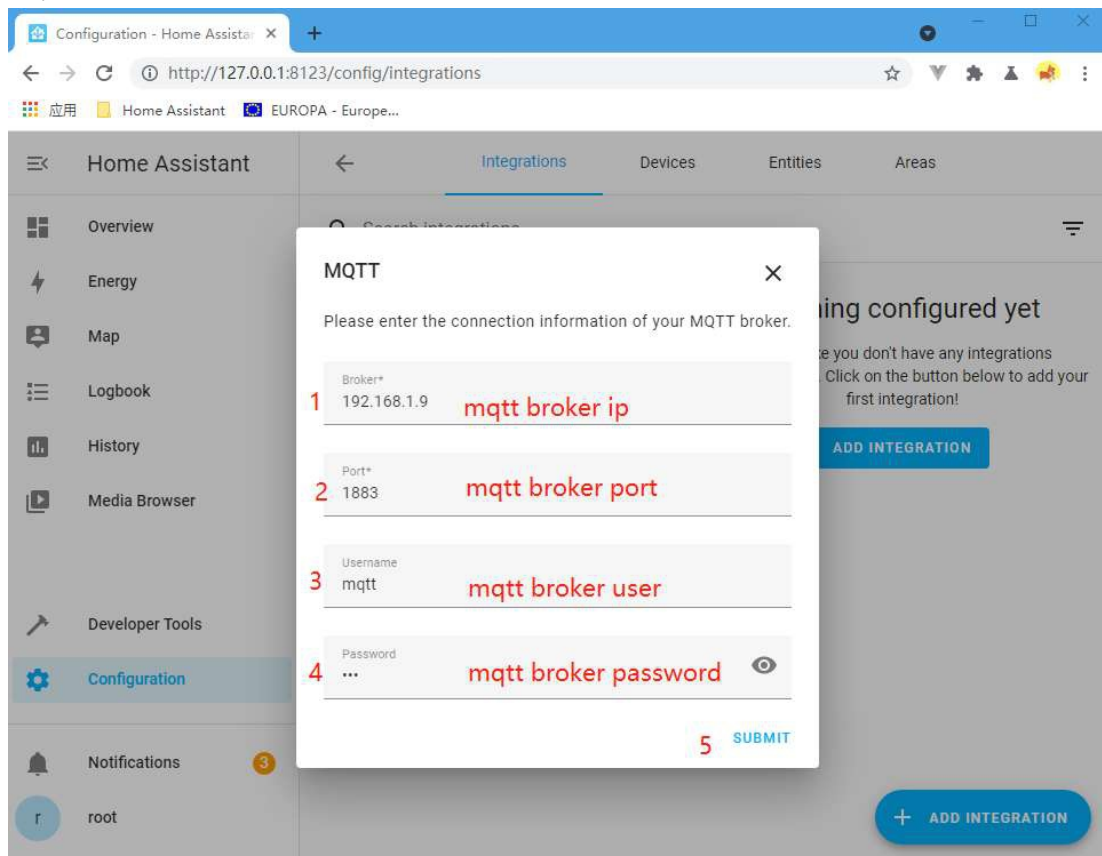 Configuration - Home Assista
http://127.0.0.1:8123/config/integrations
应用 Home Assistant EUROPA - Europe...
Home Assistant Integrations Devices Entities Areas
Overview Search integrations
Energy
Map
Logbook
History
Media Browser
Developer Tools
Configuration
Notifications 3
r root
MQTT
Please enter the connection information of your MQTT broker.
Broker*
1 192.168.1.9 mqtt broker ip
Port*
2 1883 mqtt broker port
Username
3 mqtt mqtt broker user
Password
4 ••• mqtt broker password
5 SUBMIT
configured yet
you don't have any integrations
Click on the button below to add your
first integration!
ADD INTEGRATION
+ ADD INTEGRATION